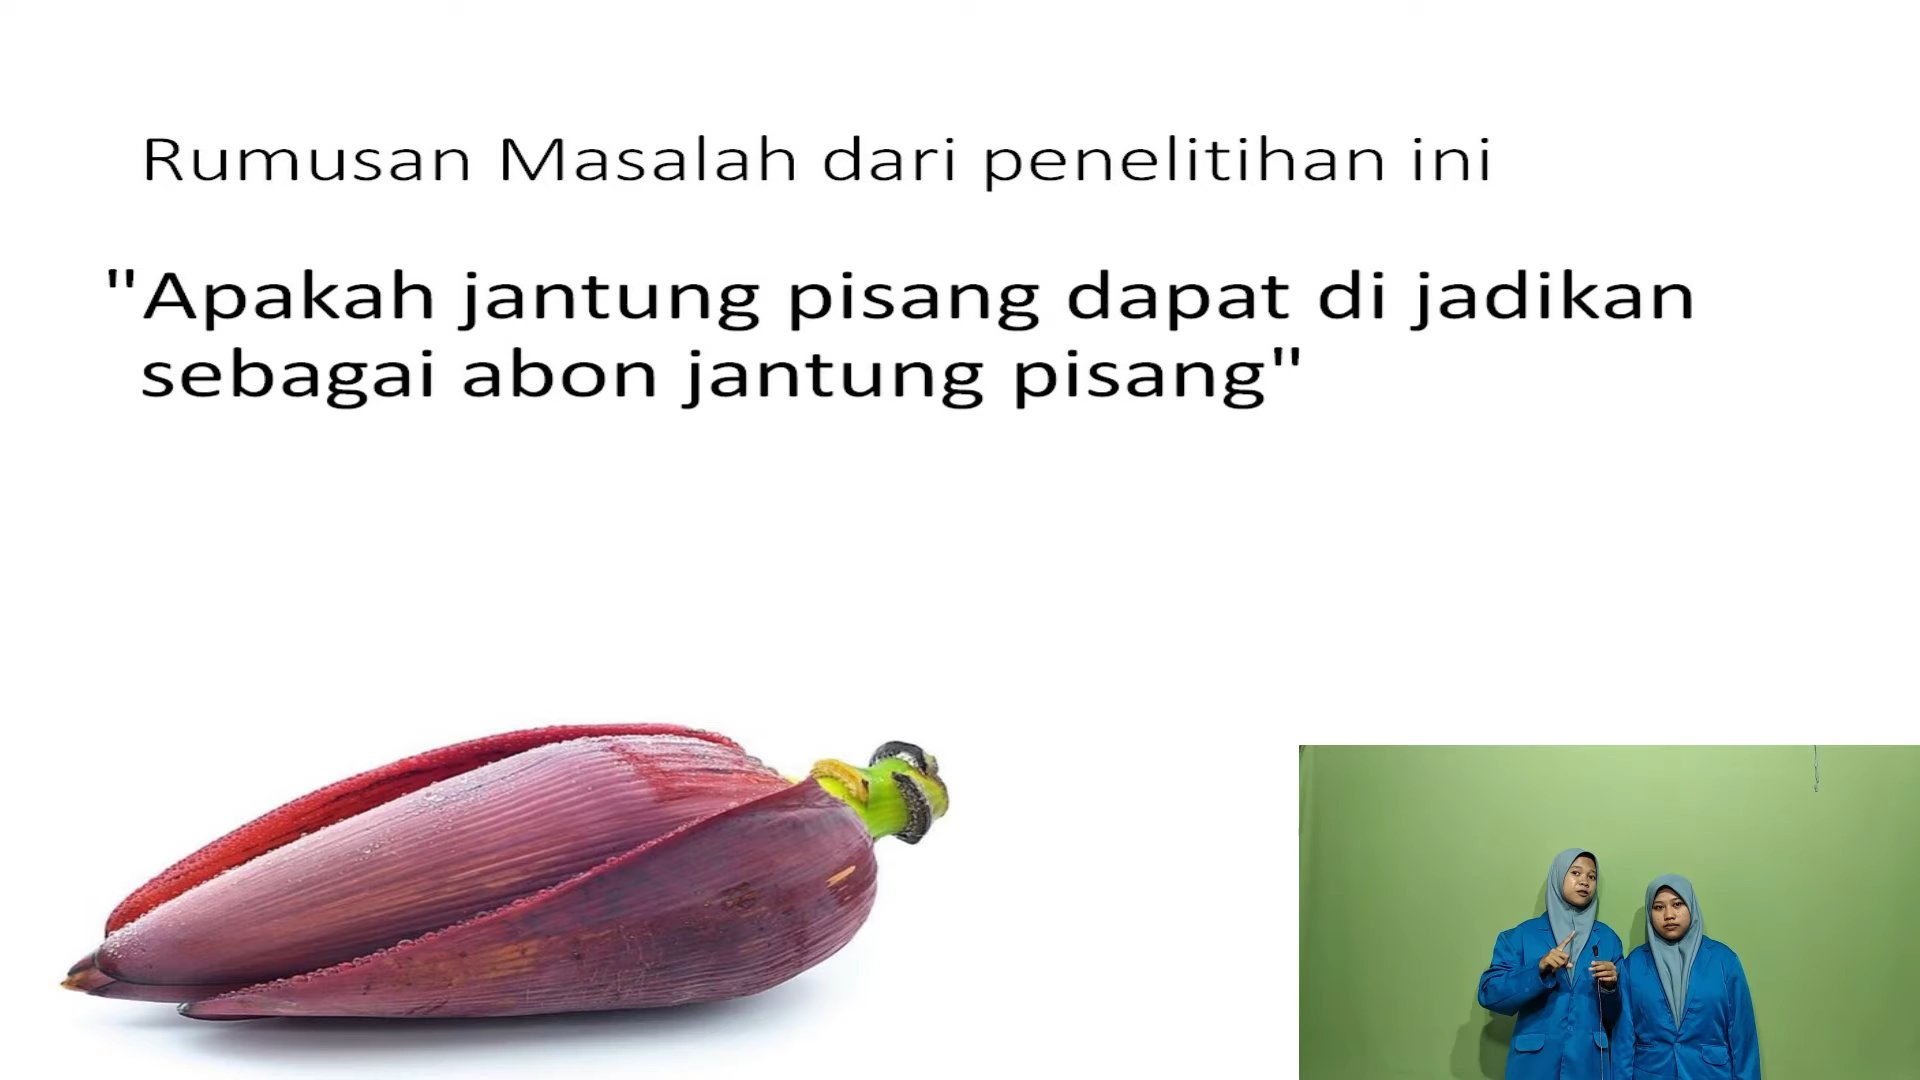 Rumusan Masalah dari penelitihan ini
"Apakah jantung pisang dapat di jadikan
sebagai abon jantung pisang"